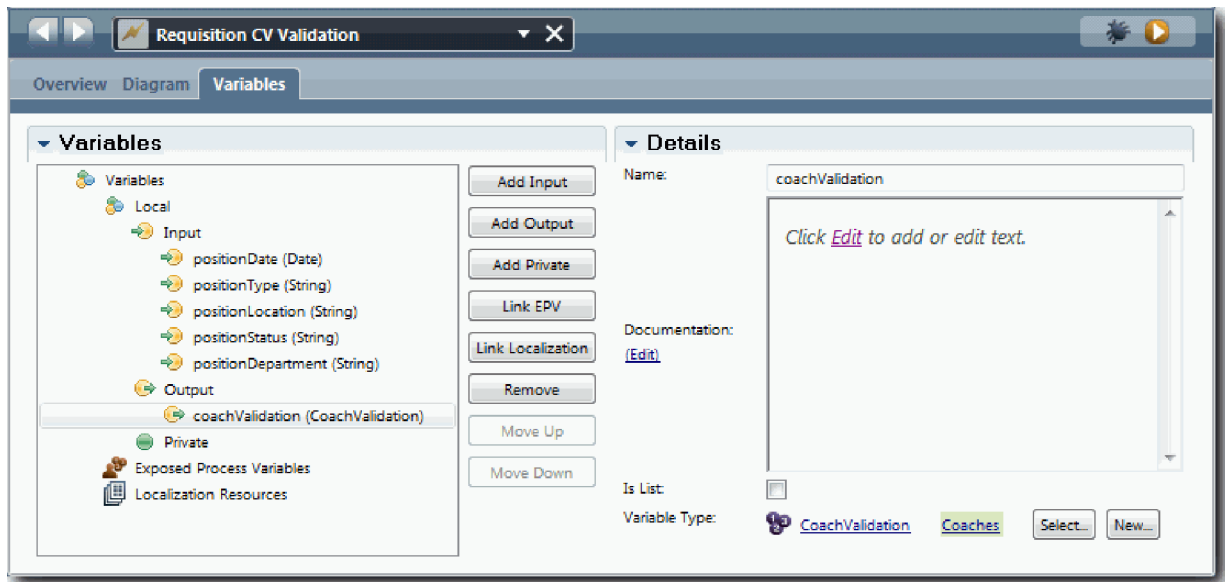 Requisition CV Validation
Overview Diagram Variables
Variables
Variables
Local
Input
positionDate (Date)
positionType (String)
positionLocation (String)
positionStatus (String)
positionDepartment (String)
Output
coachValidation (CoachValidation)
Private
Exposed Process Variables
Localization Resources
Add Input
Add Output
Add Private
Link EPV
Link Localization
Remove
Move Up
Move Down
Details
Name: coachValidation
Click Edit to add or edit text.
Documentation:
(Edit)
Is List:
Variable Type: CoachValidation Coaches Select... New...